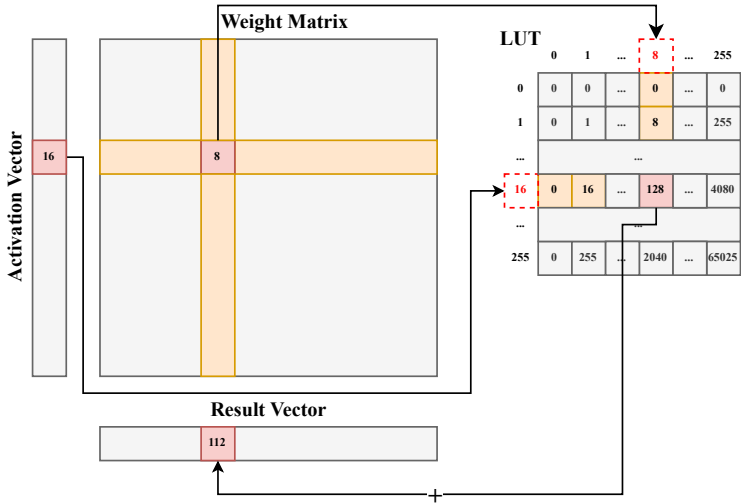 Weight Matrix
LUT
0 1 ... 8 ... 255
0 0 0 ... 0 ... 0
1 0 1 ... 8 ... 255
... ...
16 0 16 ... 128 ... 4080
... ...
255 0 255 ... 2040 ... 65025
Activation Vector
16
8
Result Vector
112
+